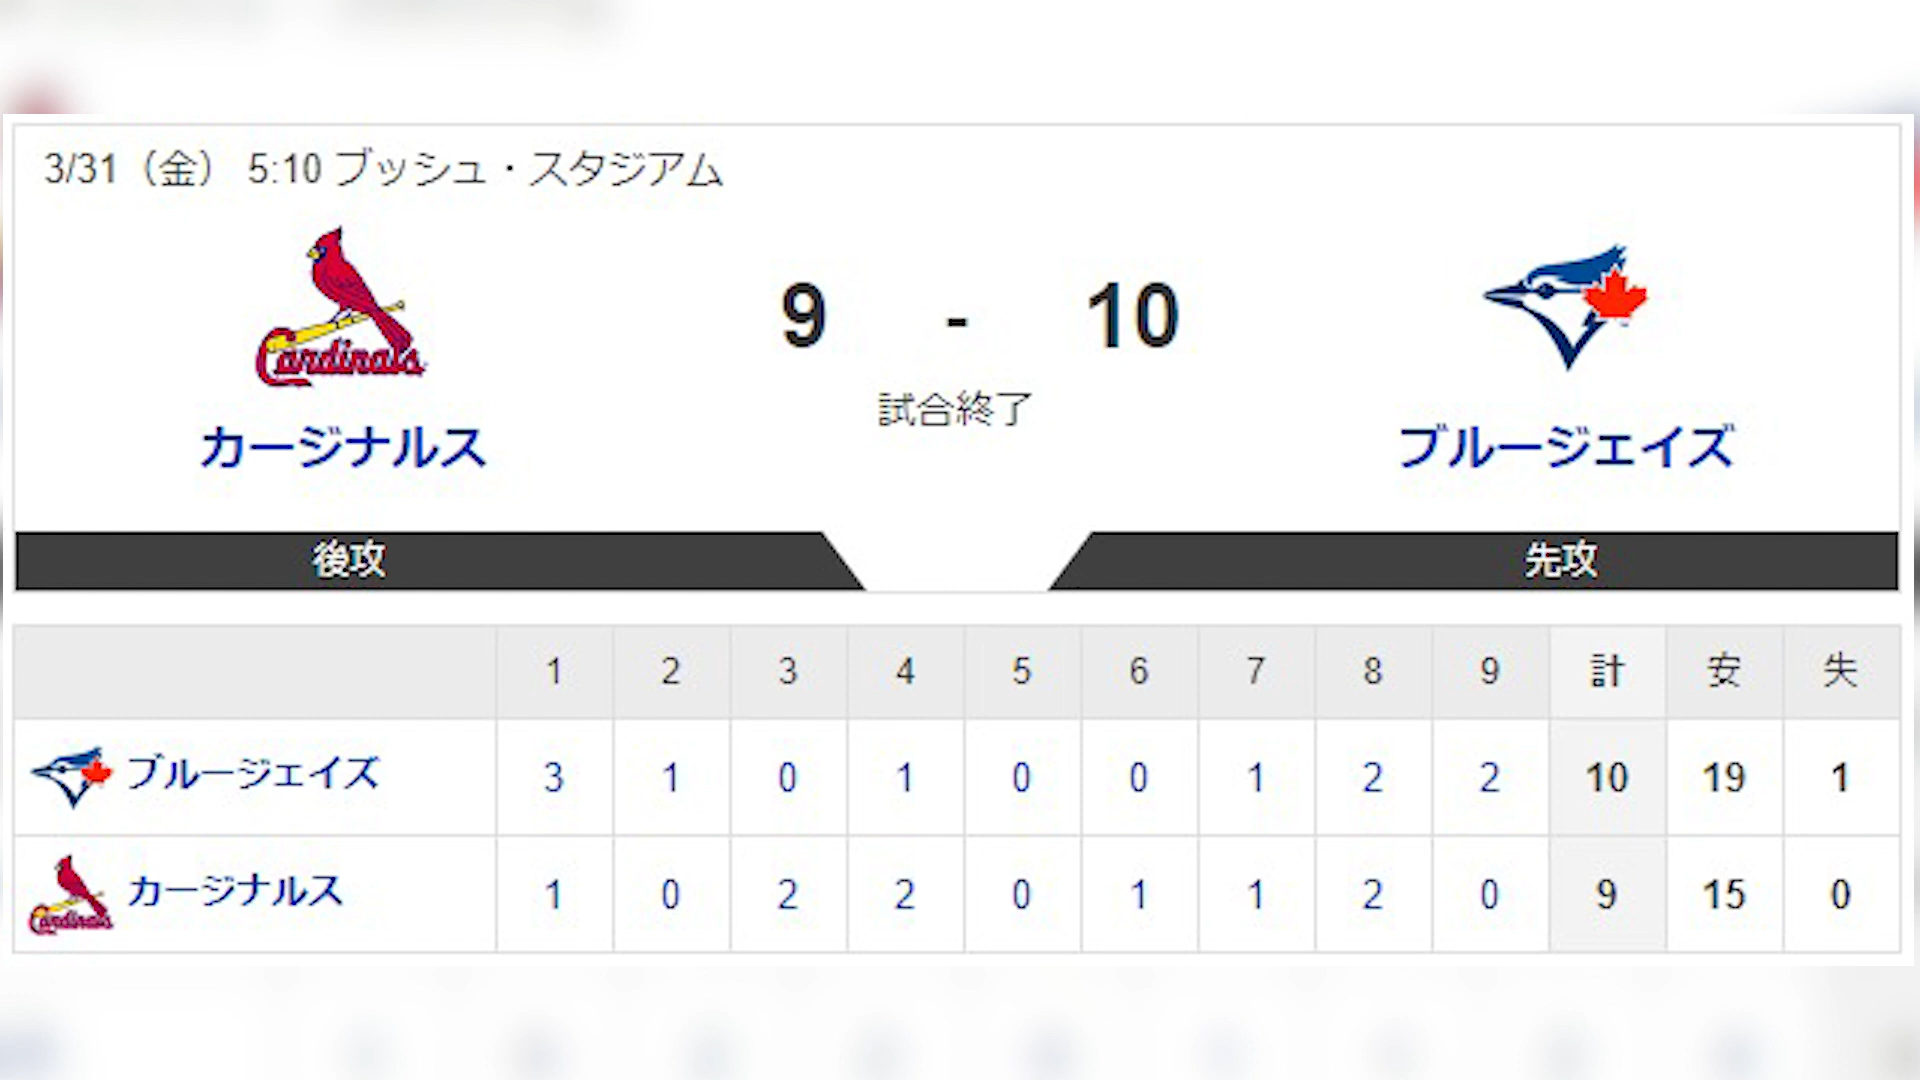 3/31（金） 5:10 ブッシュ・スタジアム
Cardinals
9 - 10
試合終了
カージナルス ブルージェイズ
後攻 先攻
1 2 3 4 5 6 7 8 9 計 安 失
ブルージェイズ 3 1 0 1 0 0 1 2 2 10 19 1
Cardinals カージナルス 1 0 2 2 0 1 1 2 0 9 15 0